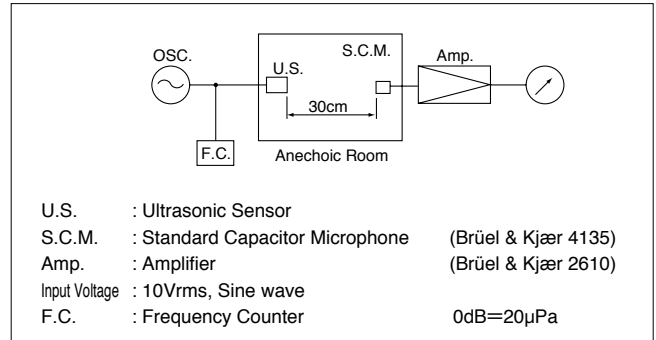 OSC.
U.S.
S.C.M.
Amp.
30cm
F.C.
Anechoic Room
U.S. : Ultrasonic Sensor
S.C.M. : Standard Capacitor Microphone (Brüel & Kjær 4135)
Amp. : Amplifier (Brüel & Kjær 2610)
Input Voltage : 10Vrms, Sine wave
F.C. : Frequency Counter 0dB=20µPa